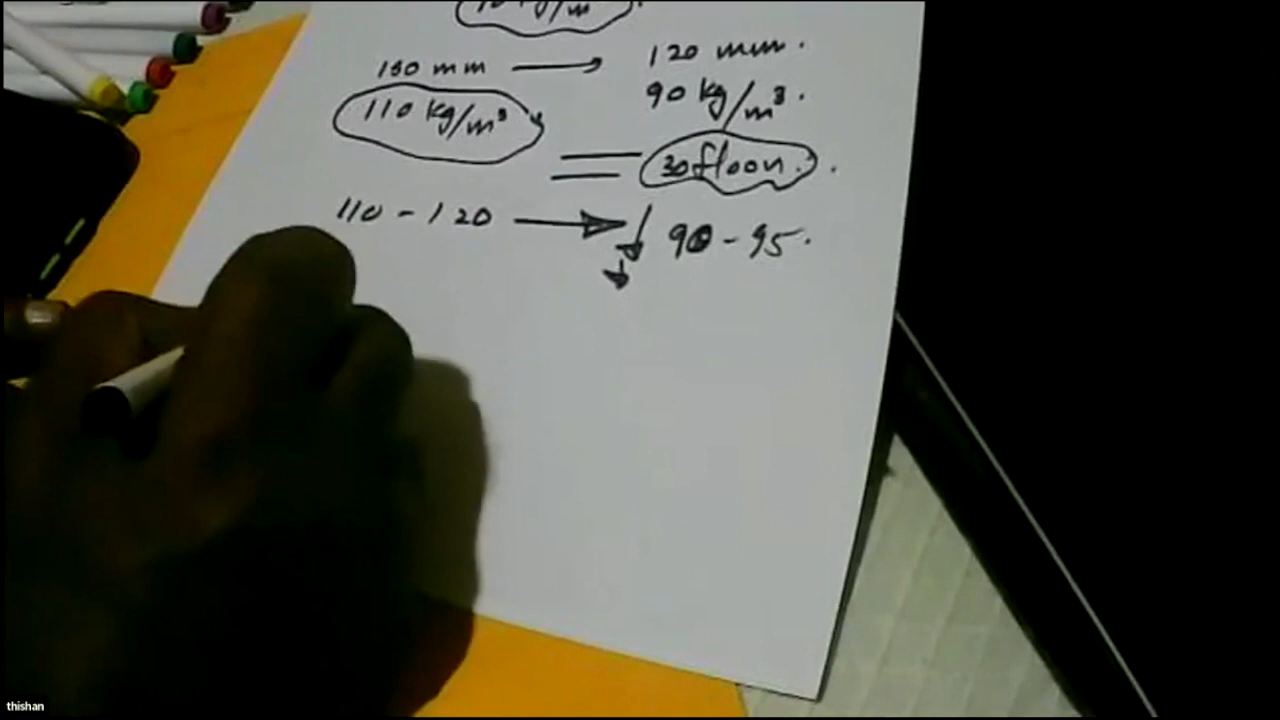 150 mm → 120 mm.
110 kg/m³ 90 kg/m³.
= 30 floor.
110 - 120 → ↓ 90 - 95.
thishan